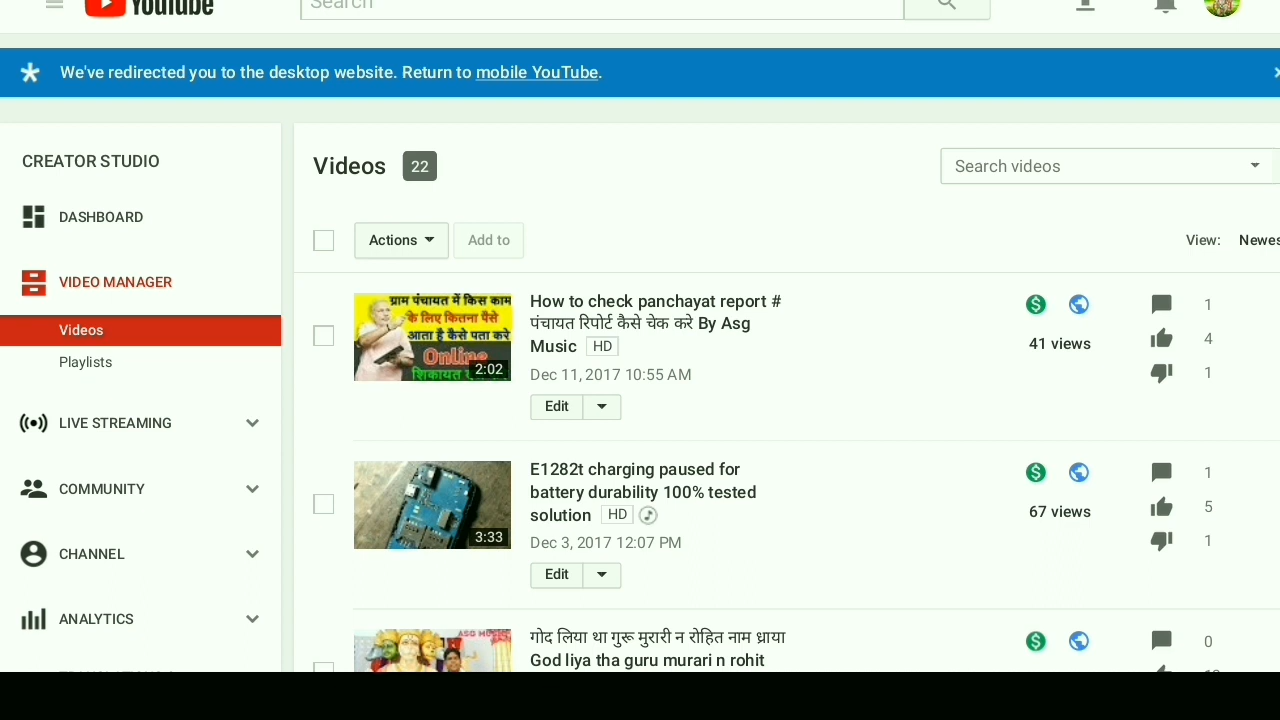 YouTube
Search
We've redirected you to the desktop website. Return to mobile YouTube.
CREATOR STUDIO
DASHBOARD
VIDEO MANAGER
Videos
Playlists
LIVE STREAMING
COMMUNITY
CHANNEL
ANALYTICS
Videos 22
Search videos
Actions
Add to
View:
ग्राम पंचायत में किस काम
के लिए कितना पैसे
आता है कैसे पता करे
Online
शिकायत
2:02
How to check panchayat report #
पंचायत रिपोर्ट कैसे चेक करे By Asg
Music HD
Dec 11, 2017 10:55 AM
Edit
41 views
1
4
1
3:33
E1282t charging paused for
battery durability 100% tested
solution HD
Dec 3, 2017 12:07 PM
Edit
67 views
1
5
1
ASG MUSIC
गोद लिया था गुरू मुरारी न रोहित नाम ध्राया
God liya tha guru murari n rohit
0